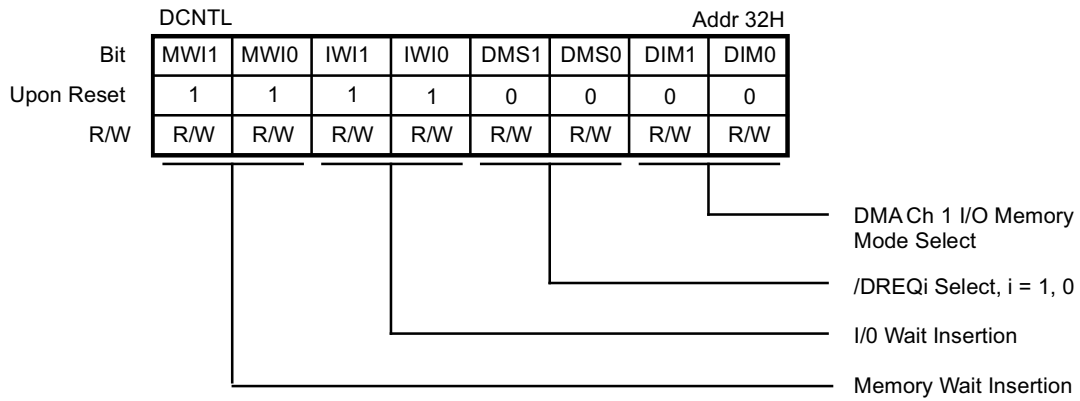 DCNTL Addr 32H
Bit MWI1 MWI0 IWI1 IWI0 DMS1 DMS0 DIM1 DIM0
Upon Reset 1 1 1 1 0 0 0 0
R/W R/W R/W R/W R/W R/W R/W R/W R/W
DMA Ch 1 I/O Memory
Mode Select
/DREQi Select, i = 1, 0
I/0 Wait Insertion
Memory Wait Insertion